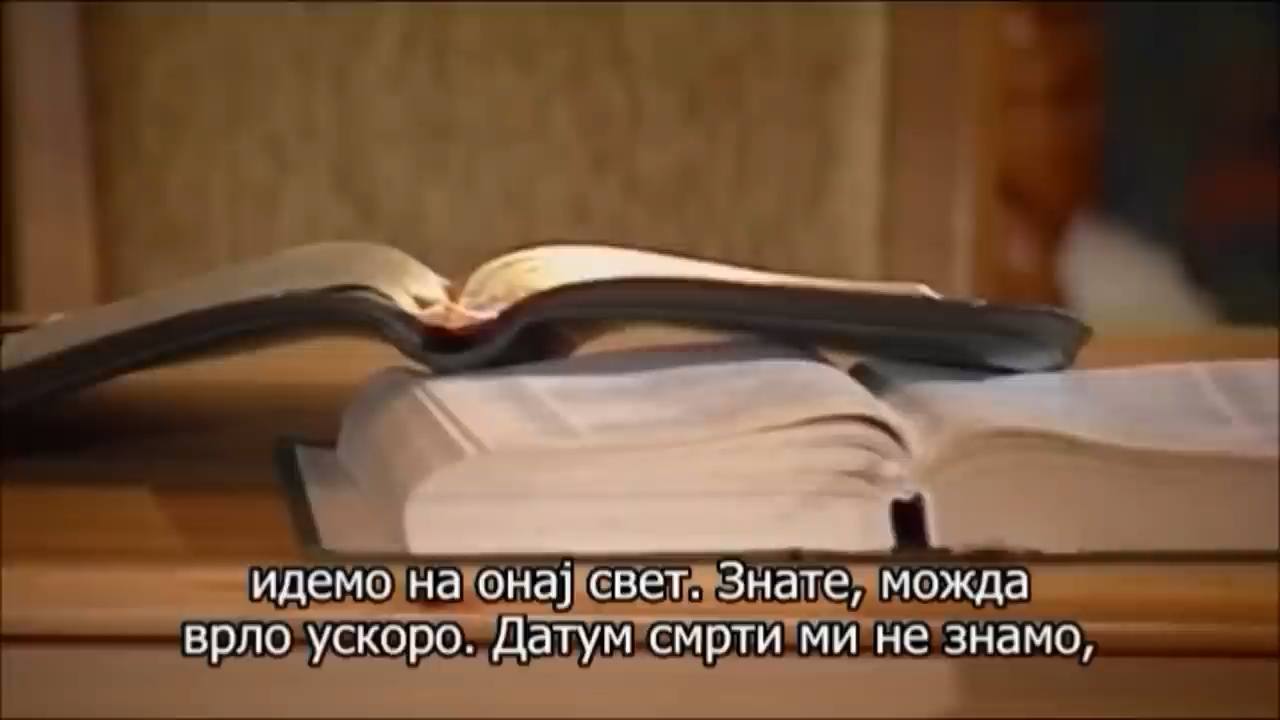 идемо на онај свет. Знате, можда
врло ускоро. Датум смрти ми не знамо,